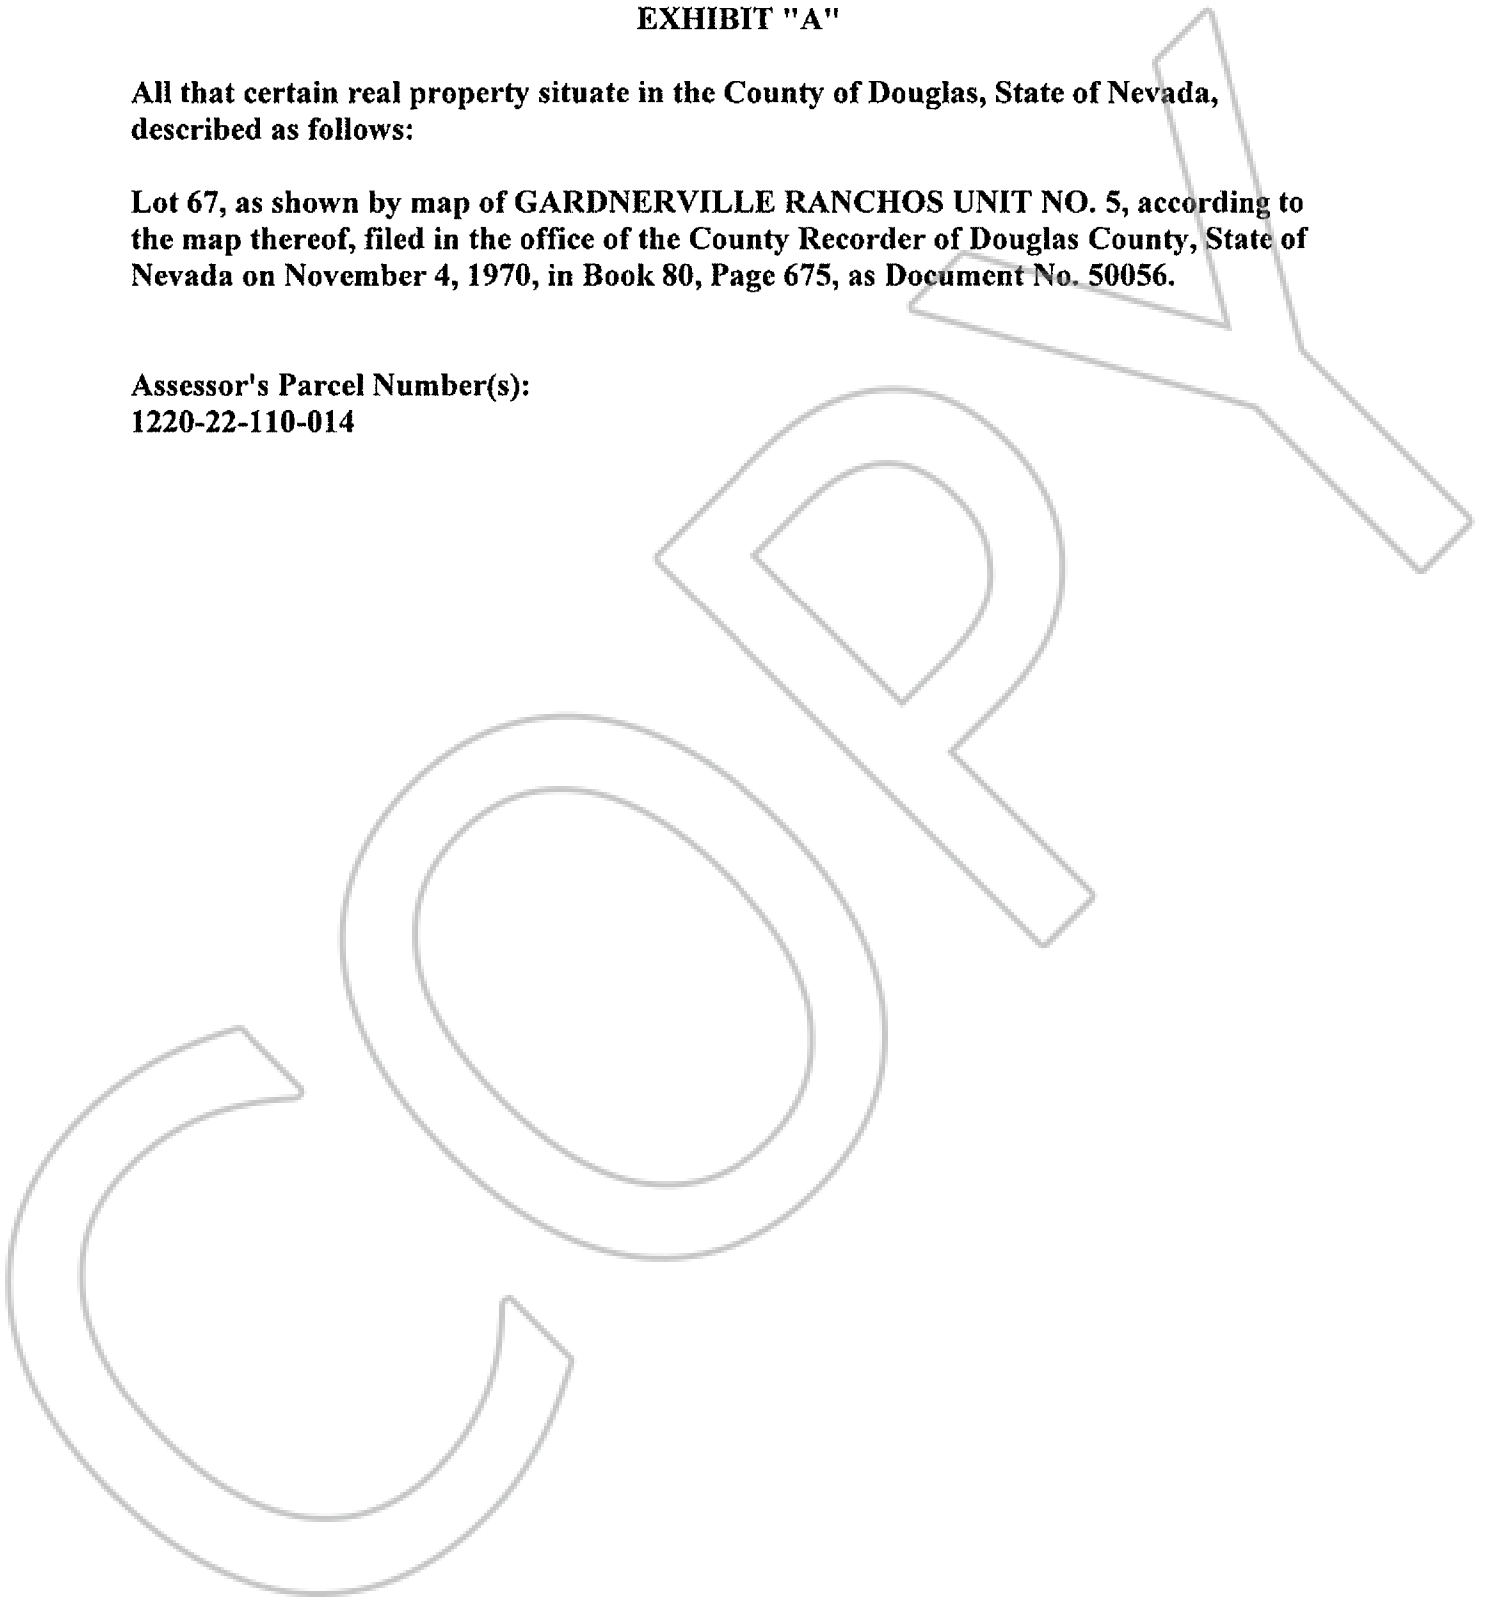 EXHIBIT "A"
All that certain real property situate in the County of Douglas, State of Nevada,
described as follows:
Lot 67, as shown by map of GARDNERVILLE RANCHOS UNIT NO. 5, according to
the map thereof, filed in the office of the County Recorder of Douglas County, State of
Nevada on November 4, 1970, in Book 80, Page 675, as Document No. 50056.
Assessor's Parcel Number(s):
1220-22-110-014
COPY